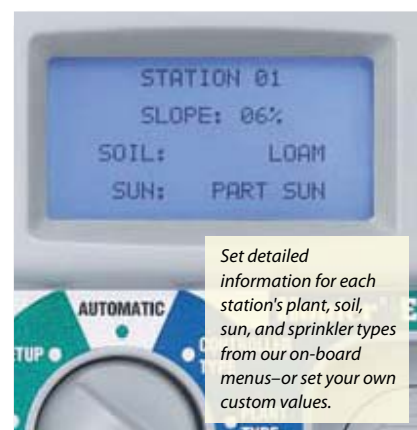 STATION 01
SLOPE: 06%
SOIL: LOAM
SUN: PART SUN
Set detailed
information for each
station's plant, soil,
sun, and sprinkler types
from our on-board
menus–or set your own
custom values.
AUTOMATIC
TYPE